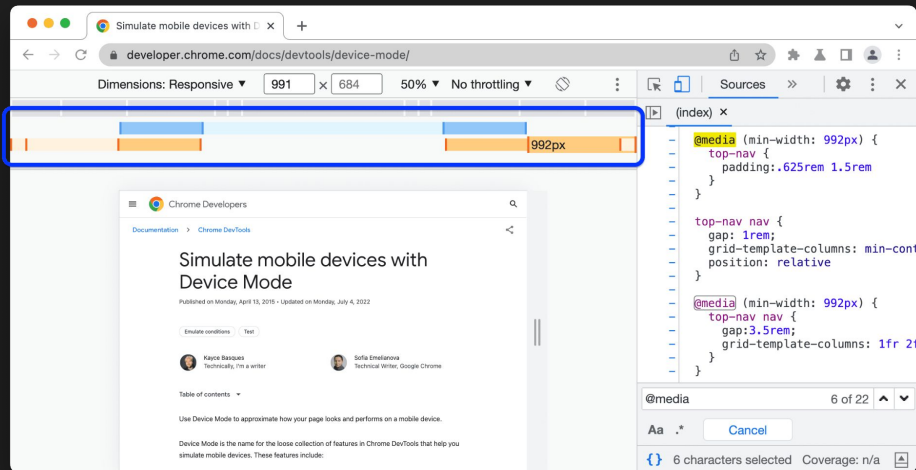 Simulate mobile devices with D
developer.chrome.com/docs/devtools/device-mode/
Dimensions: Responsive ▼ 991 × 684 50% ▼ No throttling ▼
992px
Chrome Developers
Documentation > Chrome DevTools
Simulate mobile devices with
Device Mode
Published on Monday, April 13, 2015 • Updated on Monday, July 4, 2022
Emulate conditions Test
Kayce Basques
Technically, I'm a writer
Sofia Emelianova
Technical Writer, Google Chrome
Table of contents ▼
Use Device Mode to approximate how your page looks and performs on a mobile device.
Device Mode is the name for the loose collection of features in Chrome DevTools that help you
simulate mobile devices. These features include:
Sources »
(index) ×
@media (min-width: 992px) {
top-nav {
padding:.625rem 1.5rem
}
}
top-nav nav {
gap: 1rem;
grid-template-columns: min-cont
position: relative
}
@media (min-width: 992px) {
top-nav nav {
gap:3.5rem;
grid-template-columns: 1fr 2f
}
}
@media 6 of 22
Aa .* Cancel
{} 6 characters selected Coverage: n/a